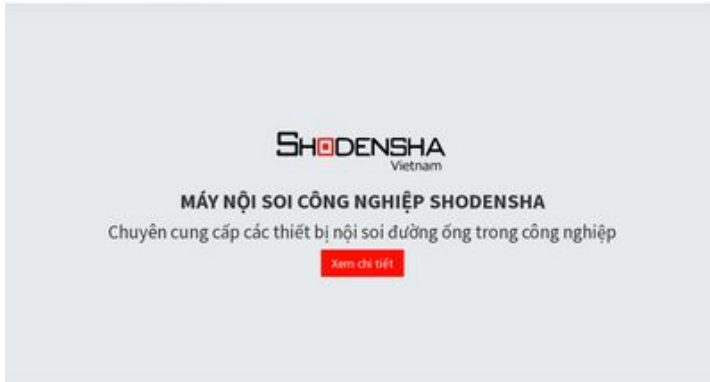 SHODENSHA
Vietnam
MÁY NỘI SOI CÔNG NGHIỆP SHODENSHA
Chuyên cung cấp các thiết bị nội soi đường ống trong công nghiệp
Xem chi tiết